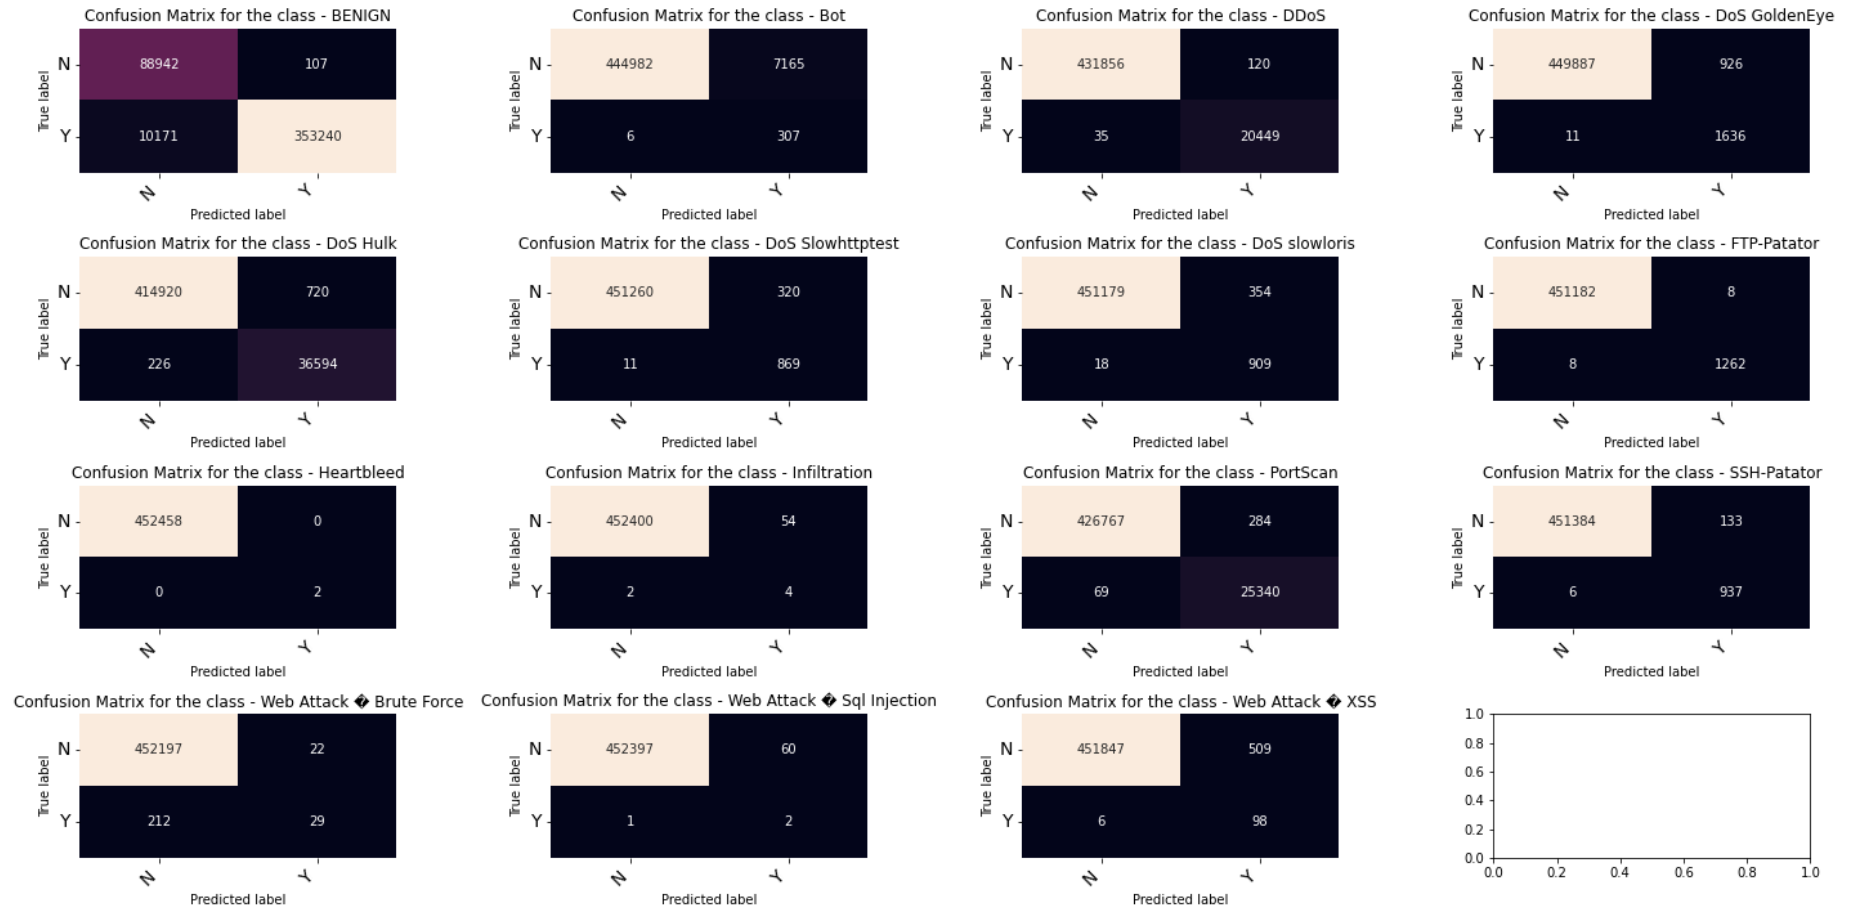 Confusion Matrix for the class - BENIGN
True label
N
88942
107
Y
10171
353240
N
Y
Predicted label
Confusion Matrix for the class - Bot
True label
N
444982
7165
Y
6
307
N
Y
Predicted label
Confusion Matrix for the class - DDoS
True label
N
431856
120
Y
35
20449
N
Y
Predicted label
Confusion Matrix for the class - DoS GoldenEye
True label
N
449887
926
Y
11
1636
N
Y
Predicted label
Confusion Matrix for the class - DoS Hulk
True label
N
414920
720
Y
226
36594
N
Y
Predicted label
Confusion Matrix for the class - DoS Slowhttptest
True label
N
451260
320
Y
11
869
N
Y
Predicted label
Confusion Matrix for the class - DoS slowloris
True label
N
451179
354
Y
18
909
N
Y
Predicted label
Confusion Matrix for the class - FTP-Patator
True label
N
451182
8
Y
8
1262
N
Y
Predicted label
Confusion Matrix for the class - Heartbleed
True label
N
452458
0
Y
0
2
N
Y
Predicted label
Confusion Matrix for the class - Infiltration
True label
N
452400
54
Y
2
4
N
Y
Predicted label
Confusion Matrix for the class - PortScan
True label
N
426767
284
Y
69
25340
N
Y
Predicted label
Confusion Matrix for the class - SSH-Patator
True label
N
451384
133
Y
6
937
N
Y
Predicted label
Confusion Matrix for the class - Web Attack � Brute Force
True label
N
452197
22
Y
212
29
N
Y
Predicted label
Confusion Matrix for the class - Web Attack � Sql Injection
True label
N
452397
60
Y
1
2
N
Y
Predicted label
Confusion Matrix for the class - Web Attack � XSS
True label
N
451847
509
Y
6
98
N
Y
Predicted label
1.0
0.8
0.6
0.4
0.2
0.0
0.0 0.2 0.4 0.6 0.8 1.0